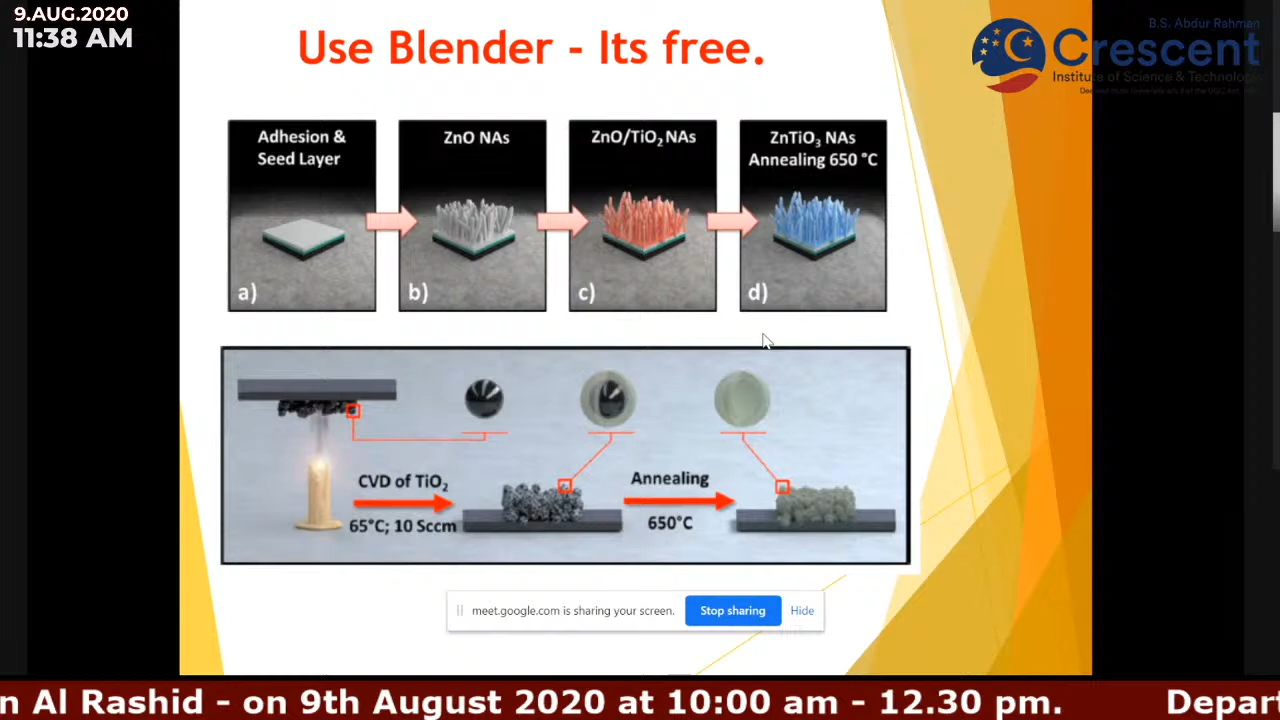 9.AUG.2020
11:38 AM
Use Blender - Its free.
B.S. Abdur Rahman
Crescent
Institute of Science & Technology
Adhesion &
Seed Layer
a)
ZnO NAs
b)
ZnO/TiO₂ NAs
c)
ZnTiO₃ NAs
Annealing 650 °C
d)
CVD of TiO₂
65°C; 10 Sccm
Annealing
650°C
meet.google.com is sharing your screen.
Stop sharing
Hide
n Al Rashid - on 9th August 2020 at 10:00 am - 12.30 pm.
Depart